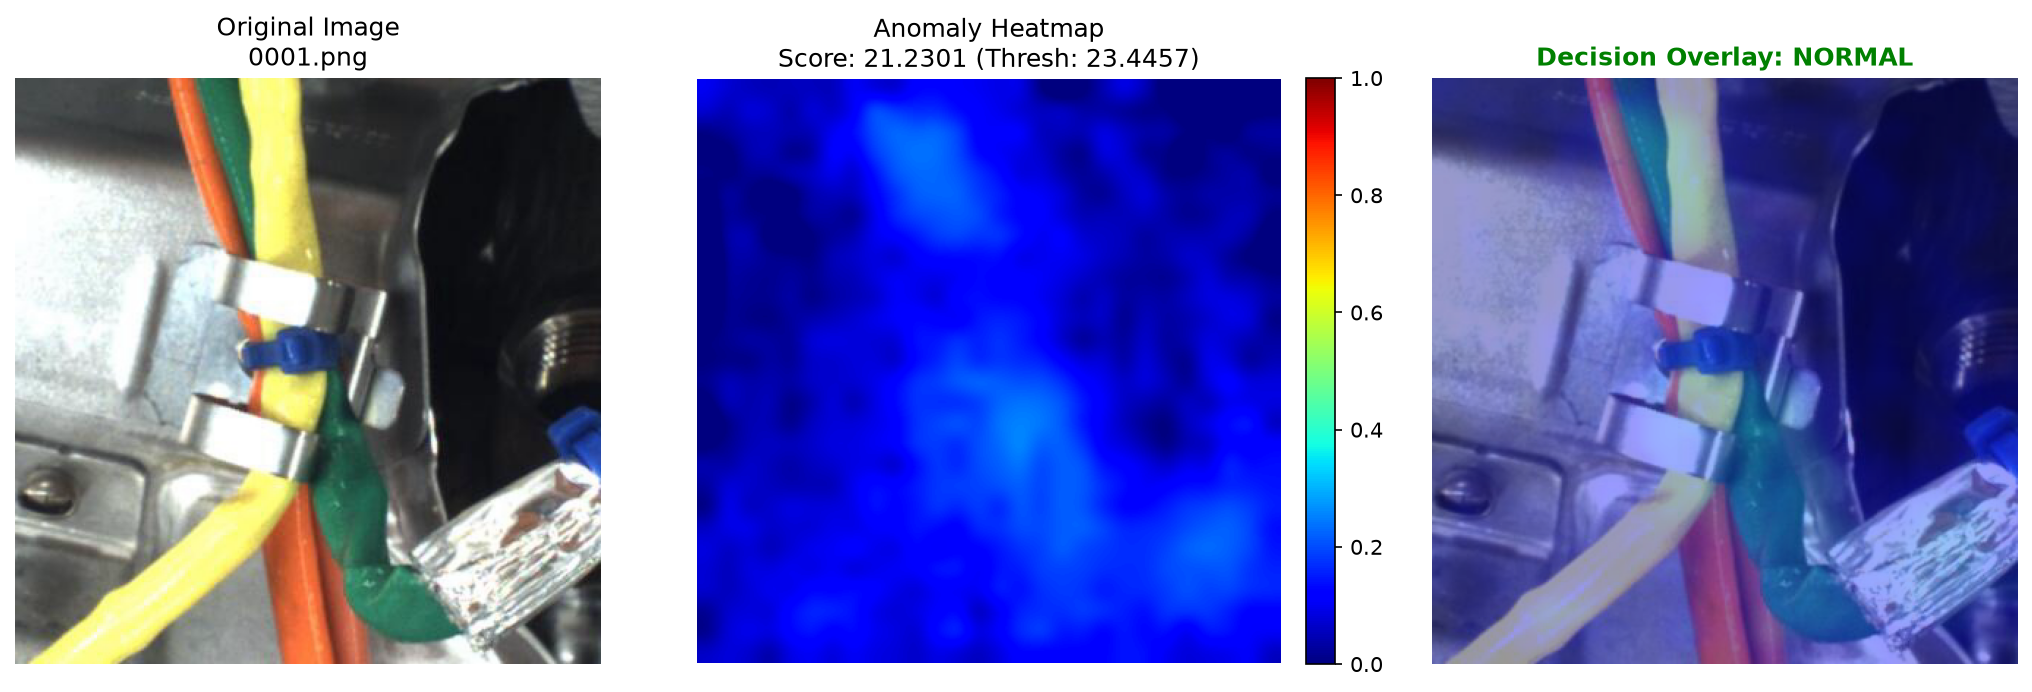 Original Image
0001.png
Anomaly Heatmap
Score: 21.2301 (Thresh: 23.4457)
Decision Overlay: NORMAL
1.0
0.8
0.6
0.4
0.2
0.0